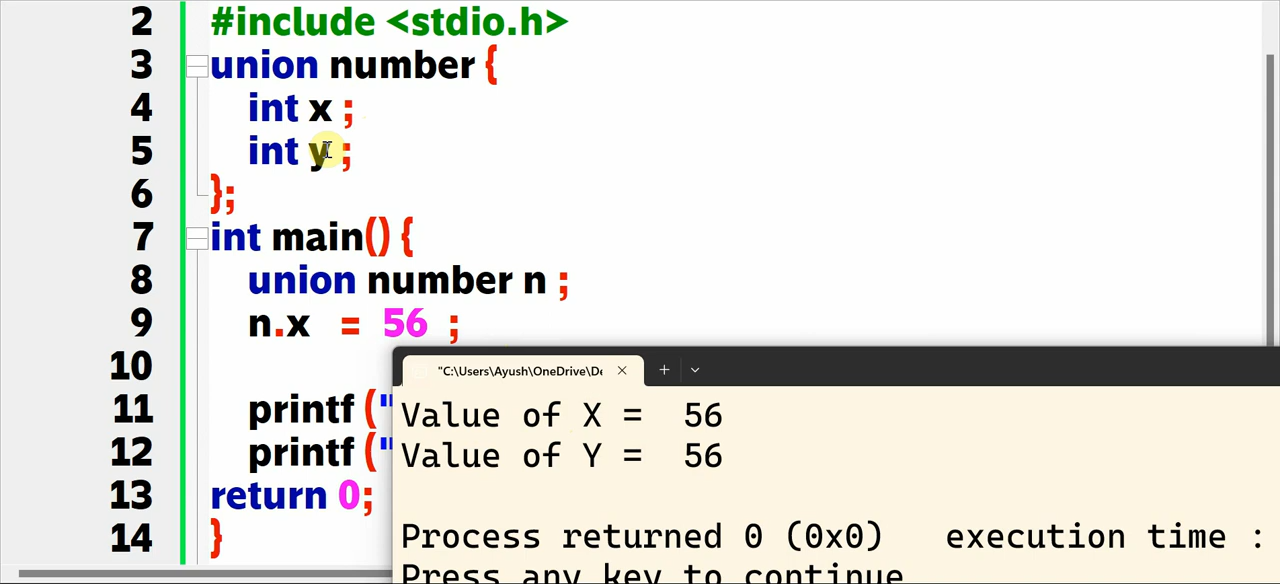 2 #include <stdio.h>
3 union number {
4 int x ;
5 int y ;
6 };
7 int main() {
8 union number n ;
9 n.x = 56 ;
10
11 printf ("
12 printf ("
13 return 0;
14 }
"C:\Users\Ayush\OneDrive\De
Value of X = 56
Value of Y = 56
Process returned 0 (0x0) execution time :
Press any key to continue